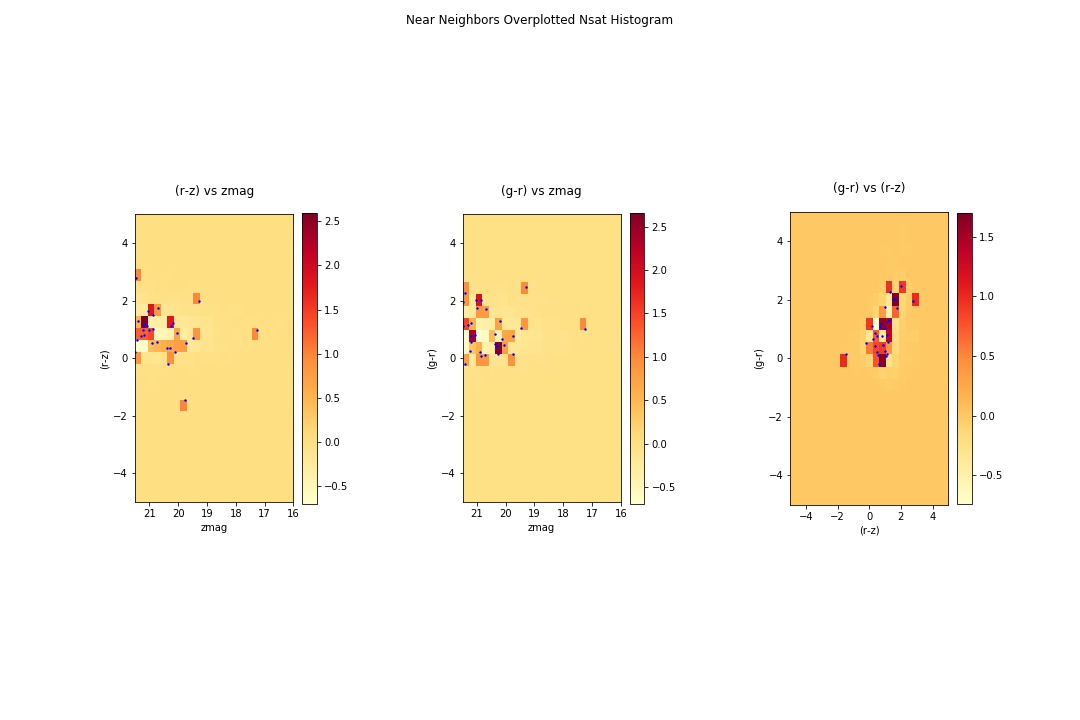 Near Neighbors Overplotted Nsat Histogram
(r-z) vs zmag
(g-r) vs zmag
(g-r) vs (r-z)
4
2
0
−2
−4
(r-z)
21 20 19 18 17 16
zmag
2.5
2.0
1.5
1.0
0.5
0.0
−0.5
4
2
0
−2
−4
(g-r)
21 20 19 18 17 16
zmag
2.5
2.0
1.5
1.0
0.5
0.0
−0.5
4
2
0
−2
−4
(g-r)
−4 −2 0 2 4
(r-z)
1.5
1.0
0.5
0.0
−0.5